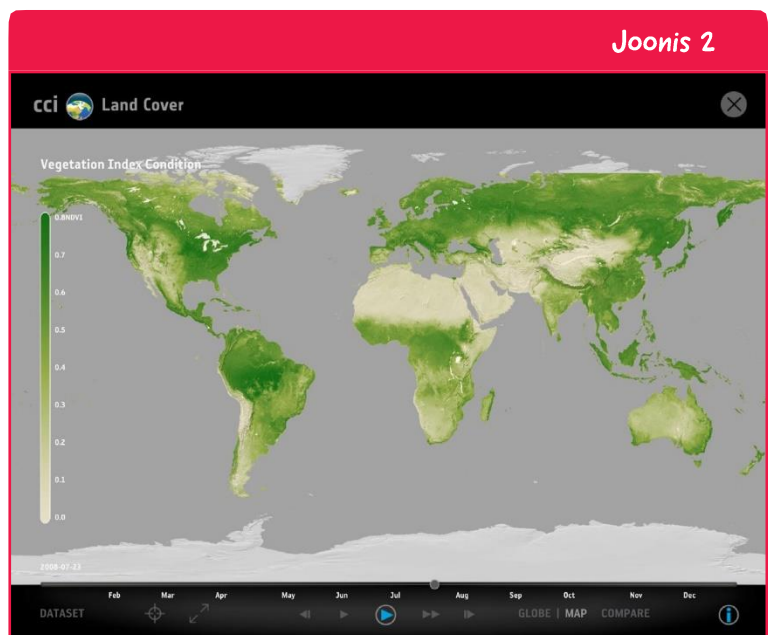 Joonis 2
cci Land Cover
Vegetation Index Condition
0.8NDVI
0.7
0.6
0.5
0.4
0.3
0.2
0.1
0.0
2008-07-23
Feb Mar Apr May Jun Jul Aug Sep Oct Nov Dec
DATASET GLOBE | MAP COMPARE